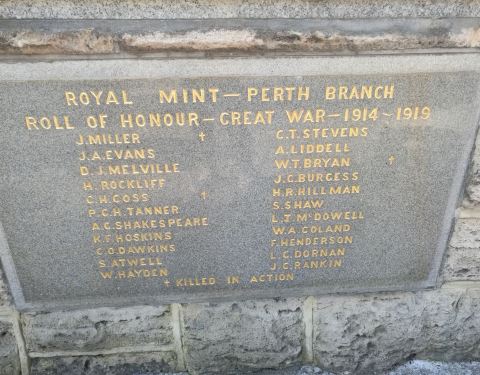 ROYAL MINT — PERTH BRANCH
ROLL OF HONOUR — GREAT WAR — 1914 ~ 1919
J. MILLER †
J.A. EVANS
D.J. MELVILLE
H. ROCKLIFF
C.H. COSS †
P.C.H. TANNER
A.G. SHAKESPEARE
K.F. HOSKINS
C.O. DAWKINS
S. ATWELL
W. HAYDEN
C.T. STEVENS
A. LIDDELL
W.T. BRYAN †
J.C. BURGESS
H.R. HILLMAN
S. SHAW
L.T. McDOWELL
W.A. GOLAND
F. HENDERSON
L.C. DORNAN
J.C. RANKIN
† KILLED IN ACTION